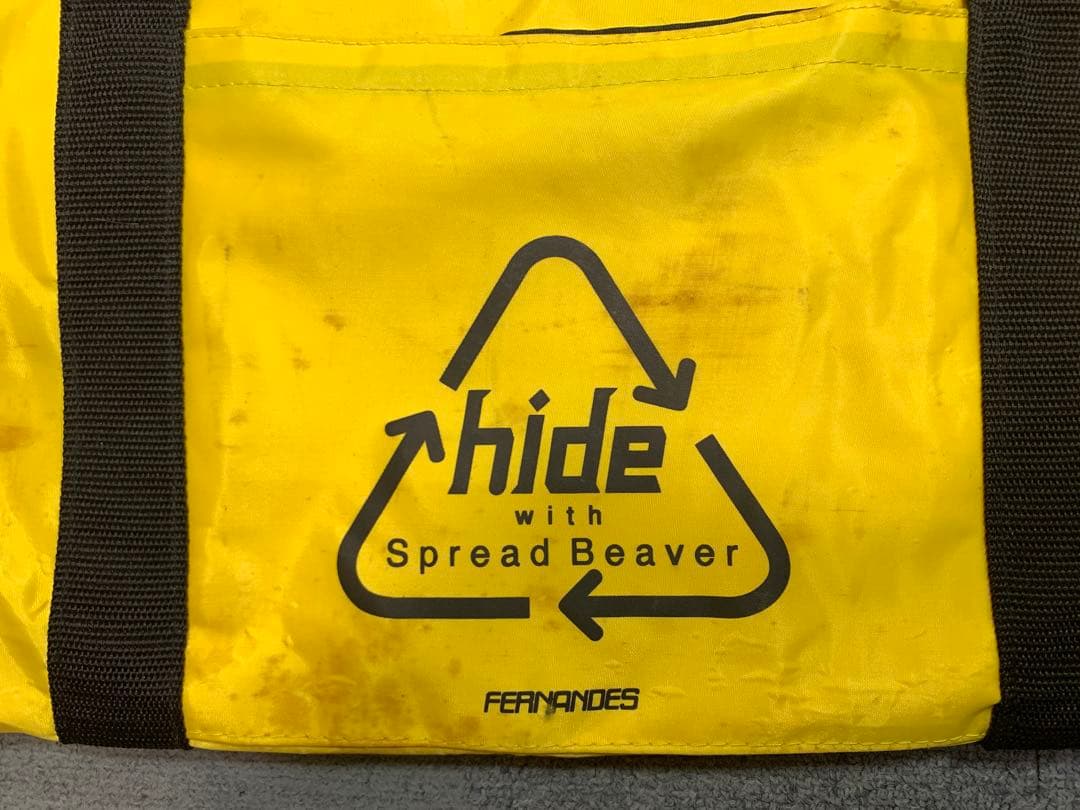 hide
with
Spread Beaver
FERNANDES